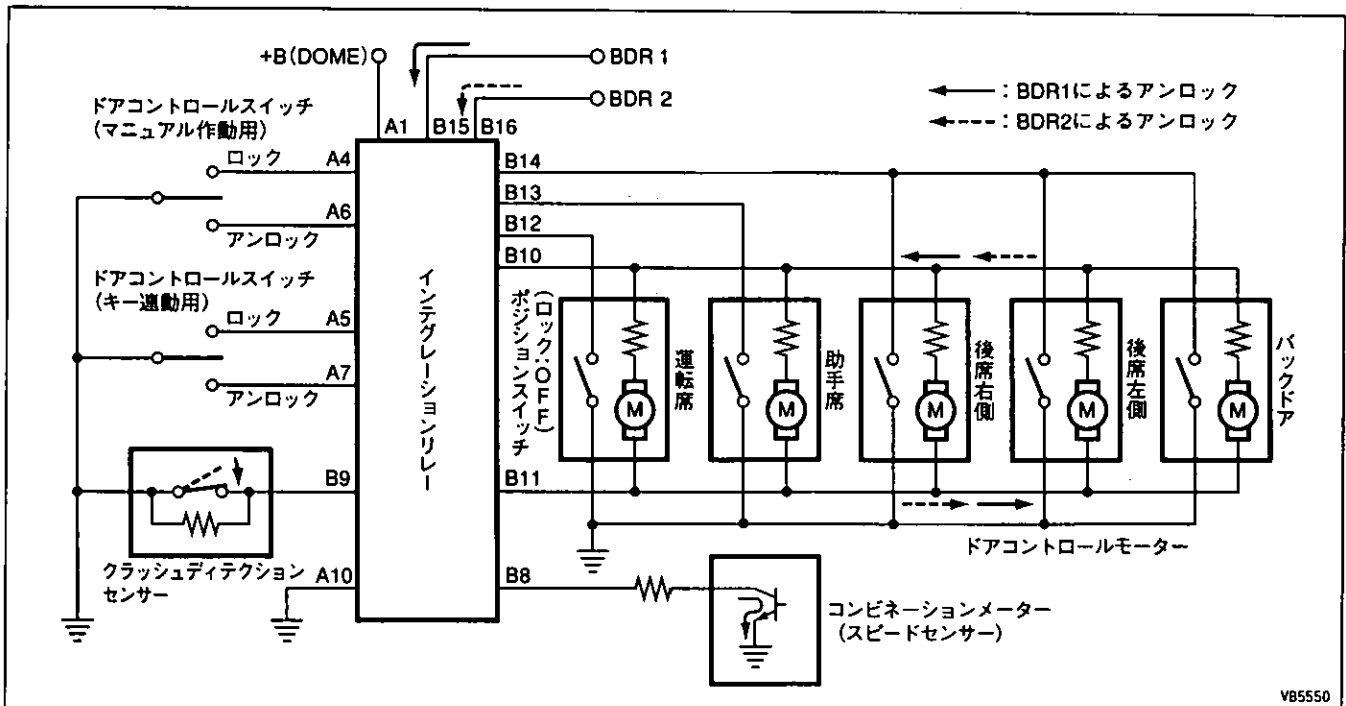 +B(DOME)
BDR 1
BDR 2
←──:BDR1によるアンロック
←---:BDR2によるアンロック
ドアコントロールスイッチ
(マニュアル作動用)
A1
B15
B16
ロック
A4
アンロック
A6
ドアコントロールスイッチ
(キー連動用)
ロック
A5
アンロック
A7
B9
クラッシュディテクション
センサー
A10
インテグレーションリレー
B14
B13
B12
B10
ポジションスイッチ
(ロック:OFF)
運転席
M
助手席
M
後席右側
M
後席左側
M
バックドア
M
B11
ドアコントロールモーター
B8
コンビネーションメーター
(スピードセンサー)
VB5550